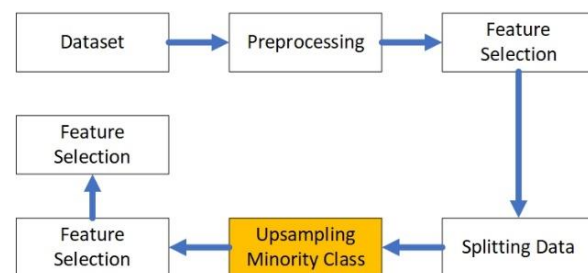 Dataset
Preprocessing
Feature
Selection
Splitting Data
Upsampling
Minority Class
Feature
Selection
Feature
Selection